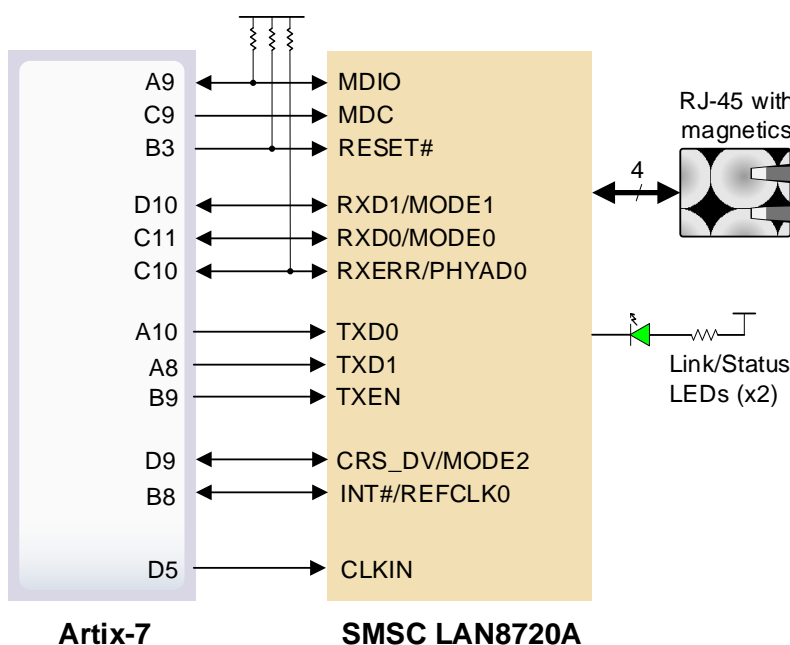 A9 MDIO
C9 MDC
B3 RESET#
D10 RXD1/MODE1
C11 RXD0/MODE0
C10 RXERR/PHYAD0
A10 TXD0
A8 TXD1
B9 TXEN
D9 CRS_DV/MODE2
B8 INT#/REFCLK0
D5 CLKIN
RJ-45 with
magnetics
4
Link/Status
LEDs (x2)
Artix-7
SMSC LAN8720A